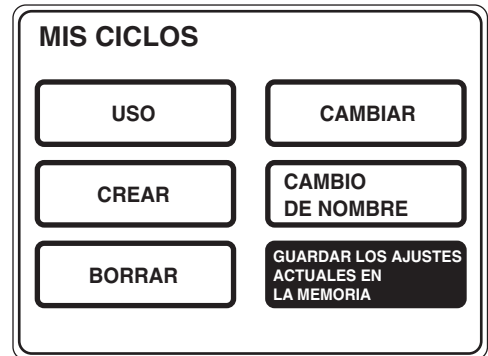 MIS CICLOS
USO
CAMBIAR
CREAR
CAMBIO
DE NOMBRE
BORRAR
GUARDAR LOS AJUSTES
ACTUALES EN
LA MEMORIA